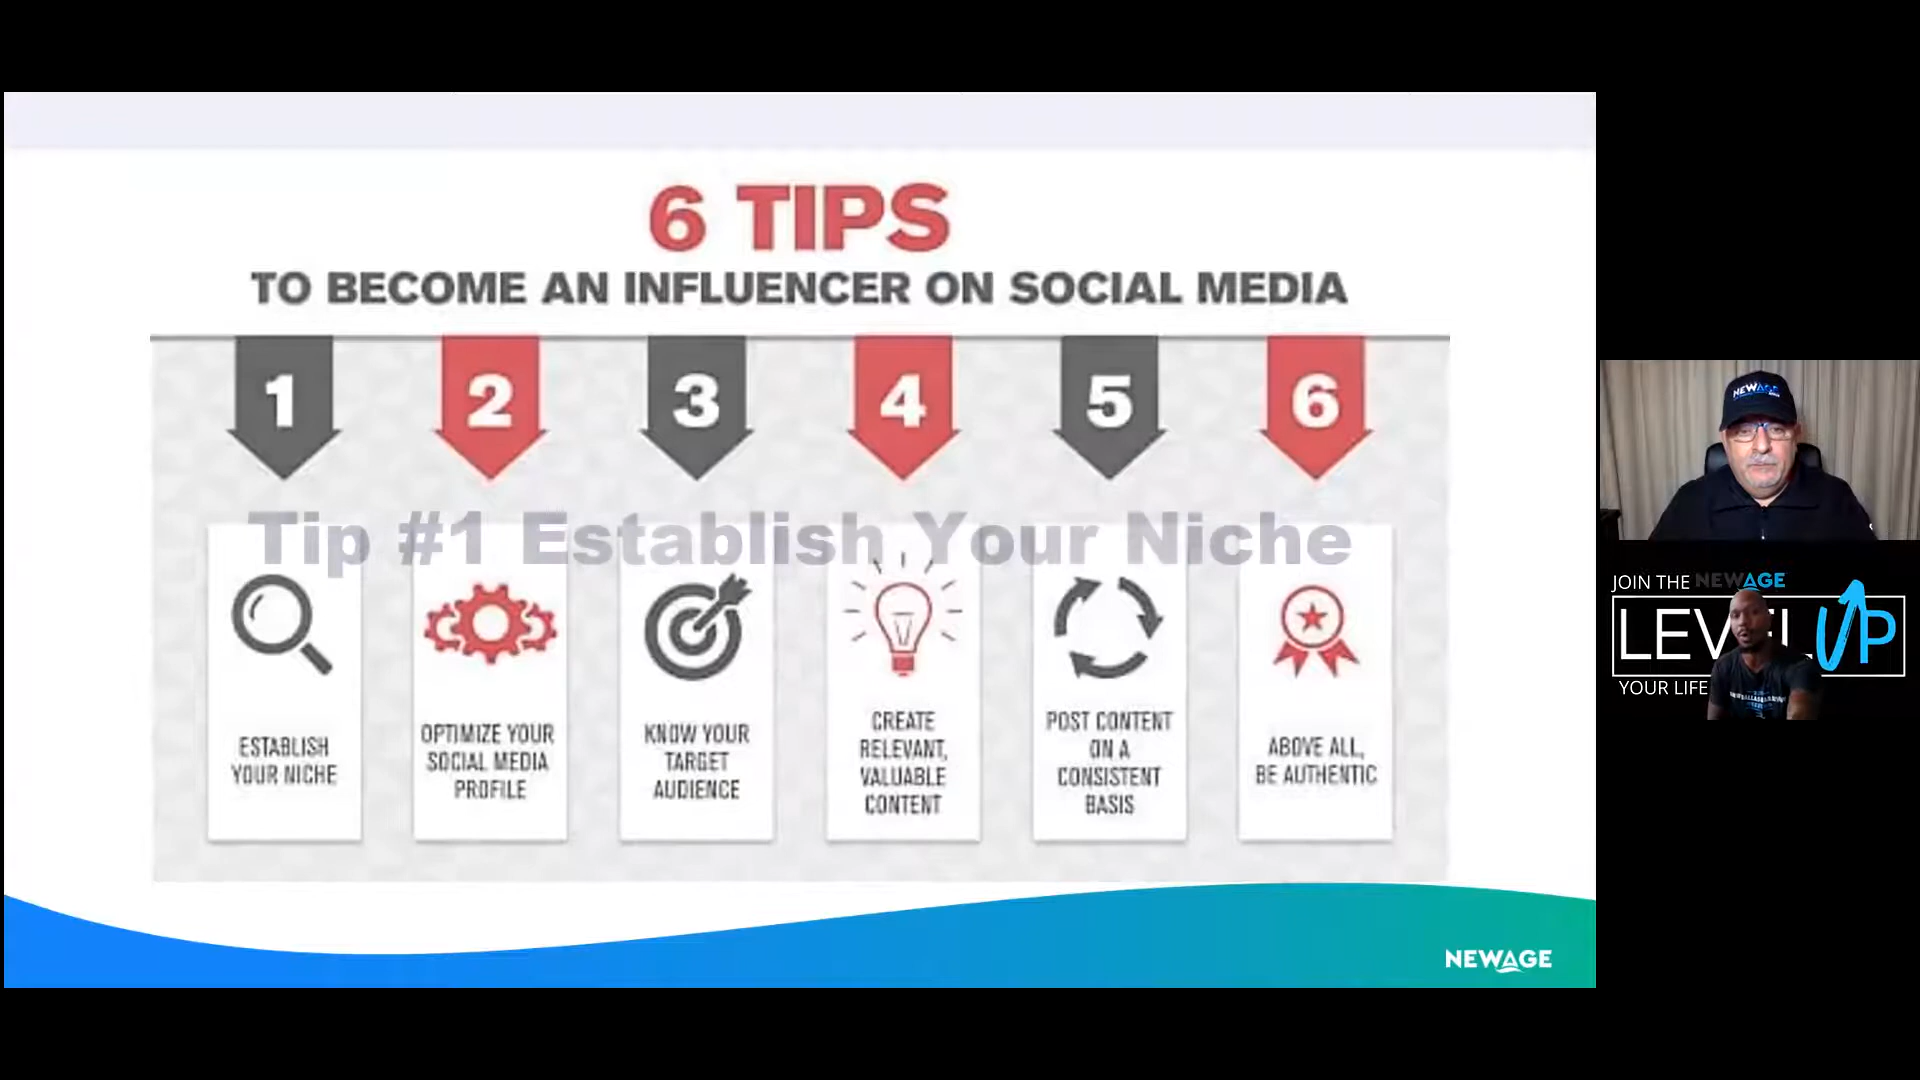 6 TIPS
TO BECOME AN INFLUENCER ON SOCIAL MEDIA
1
2
3
4
5
6
Tip #1 Establish Your Niche
ESTABLISH
YOUR NICHE
OPTIMIZE YOUR
SOCIAL MEDIA
PROFILE
KNOW YOUR
TARGET
AUDIENCE
CREATE
RELEVANT,
VALUABLE
CONTENT
POST CONTENT
ON A
CONSISTENT
BASIS
ABOVE ALL,
BE AUTHENTIC
NEWAGE
NEWAGE
JOIN THE NEWAGE
LEVEL UP
YOUR LIFE